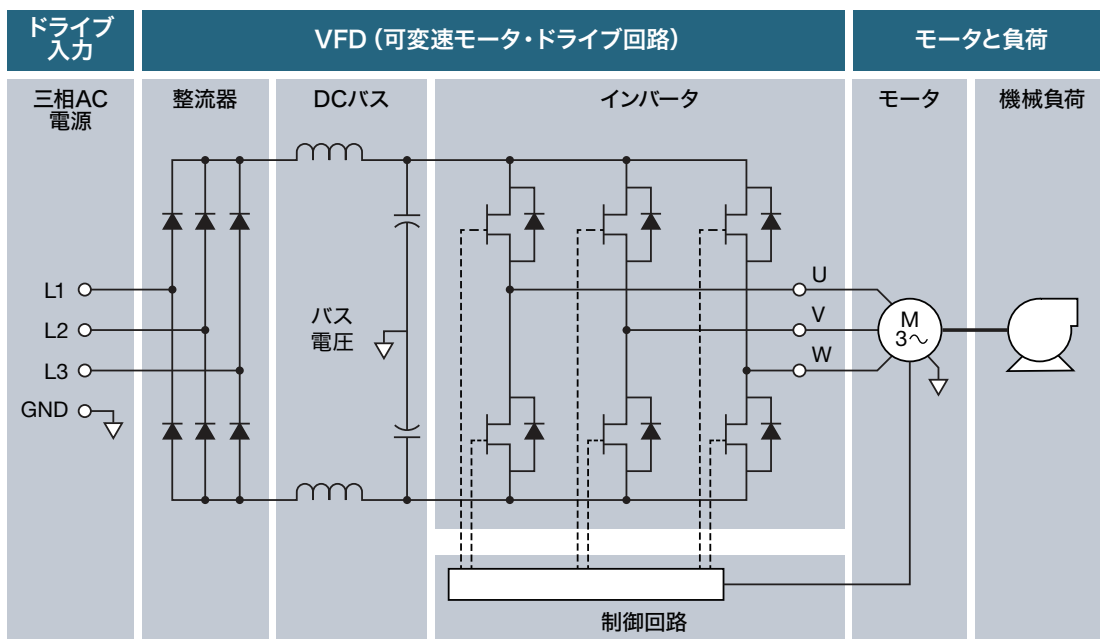 ドライブ
入力
VFD（可変速モータ・ドライブ回路）
モータと負荷
三相AC
電源
整流器
DCバス
インバータ
モータ
機械負荷
L1
L2
L3
GND
バス
電圧
U
V
W
M
3～
制御回路